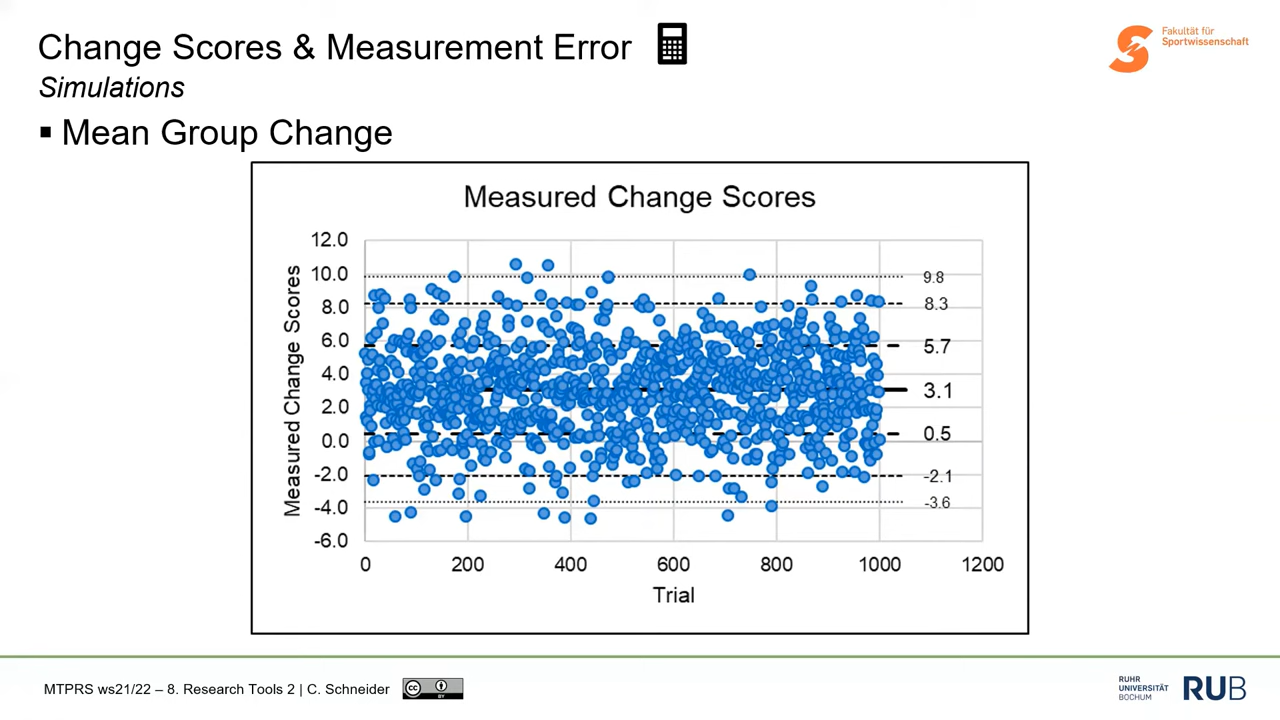 Change Scores & Measurement Error
Simulations
▪ Mean Group Change
Fakultät für
Sportwissenschaft
Measured Change Scores
Measured Change Scores
12.0
10.0
8.0
6.0
4.0
2.0
0.0
-2.0
-4.0
-6.0
9.8
8.3
5.7
3.1
0.5
-2.1
-3.6
0 200 400 600 800 1000 1200
Trial
MTPRS ws21/22 – 8. Research Tools 2 | C. Schneider
cc
BY
RUHR
UNIVERSITÄT
BOCHUM
RUB